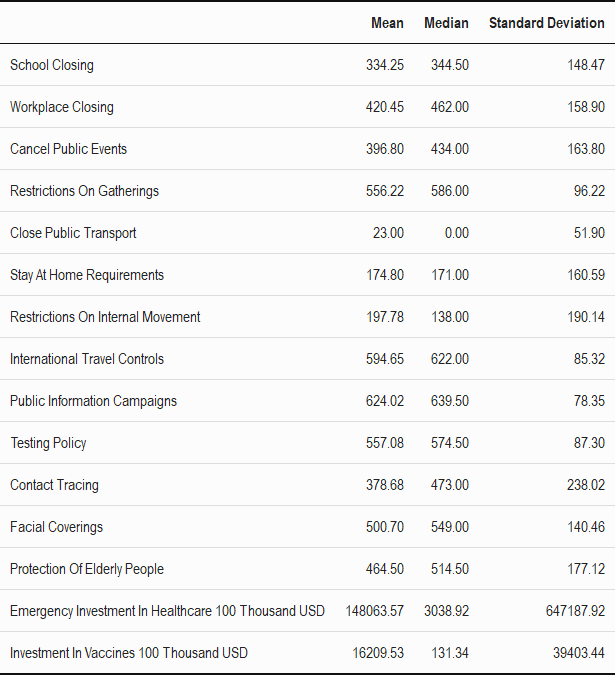 Mean Median Standard Deviation
School Closing 334.25 344.50 148.47
Workplace Closing 420.45 462.00 158.90
Cancel Public Events 396.80 434.00 163.80
Restrictions On Gatherings 556.22 586.00 96.22
Close Public Transport 23.00 0.00 51.90
Stay At Home Requirements 174.80 171.00 160.59
Restrictions On Internal Movement 197.78 138.00 190.14
International Travel Controls 594.65 622.00 85.32
Public Information Campaigns 624.02 639.50 78.35
Testing Policy 557.08 574.50 87.30
Contact Tracing 378.68 473.00 238.02
Facial Coverings 500.70 549.00 140.46
Protection Of Elderly People 464.50 514.50 177.12
Emergency Investment In Healthcare 100 Thousand USD 148063.57 3038.92 647187.92
Investment In Vaccines 100 Thousand USD 16209.53 131.34 39403.44